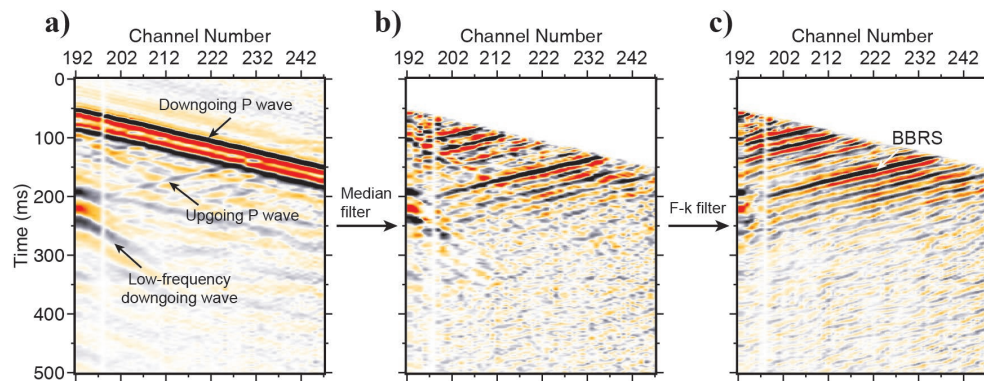 a)
Channel Number
192 202 212 222 232 242
0
100
200
300
400
500
Time (ms)
Downgoing P wave
Upgoing P wave
Low-frequency
downgoing wave
Median
filter
b)
Channel Number
192 202 212 222 232 242
F-k filter
c)
Channel Number
192 202 212 222 232 242
BBRS